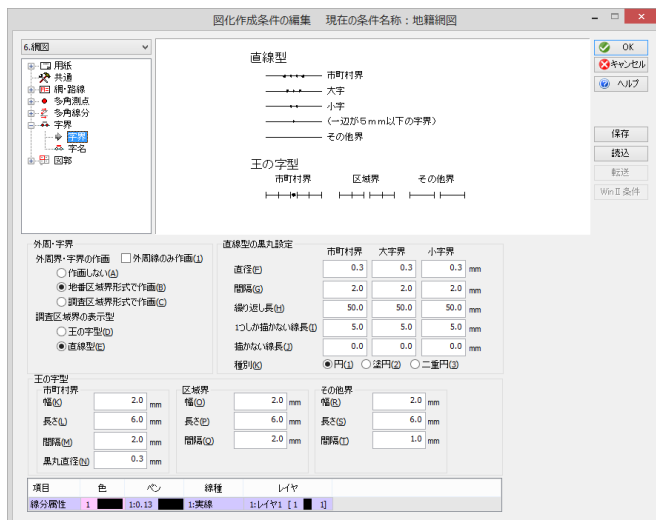 図化作成条件の編集　現在の条件名称：地籍網図
6.網図
用紙
共通
網・路線
多角測点
多角線分
字界
字界
字名
図郭
直線型
市町村界
大字
小字
(一辺が5mm以下の字界)
その他界
王の字型
市町村界 区域界 その他界
OK
キャンセル
ヘルプ
保存
読込
転送
WinⅡ条件
外周・字界
外周界・字界の作画 外周線のみ作画(1)
作画しない(A)
地番区域界形式で作画(B)
調査区域界形式で作画(C)
調査区域界の表示型
王の字型(D)
直線型(E)
直線型の黒丸設定
市町村界 大字界 小字界
直径(F) 0.3 0.3 0.3 mm
間隔(G) 2.0 2.0 2.0 mm
繰り返し長(H) 50.0 50.0 50.0 mm
1つしか描かない線長(I) 5.0 5.0 5.0 mm
描かない線長(J) 0.0 0.0 0.0 mm
種別(K) 円(1) 塗円(2) 二重円(3)
王の字型
市町村界
幅(K) 2.0 mm
長さ(L) 6.0 mm
間隔(M) 2.0 mm
黒丸直径(N) 0.3 mm
区域界
幅(O) 2.0 mm
長さ(P) 6.0 mm
間隔(Q) 2.0 mm
その他界
幅(R) 2.0 mm
長さ(S) 6.0 mm
間隔(T) 1.0 mm
項目 色 ペン 線種 レイヤ
線分属性 1 1:0.13 1:実線 1:レイヤ1 [ 1 1]